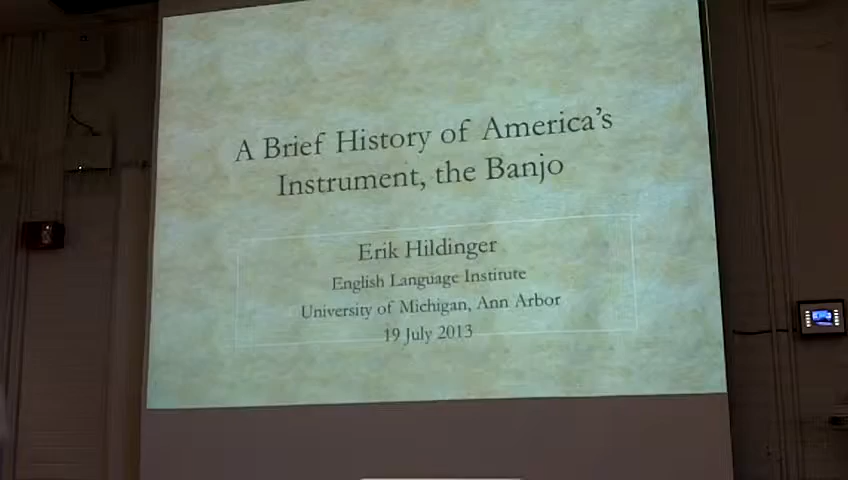 A Brief History of America's
Instrument, the Banjo
Erik Hildinger
English Language Institute
University of Michigan, Ann Arbor
19 July 2013